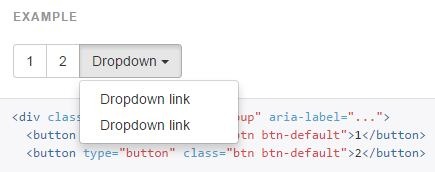 EXAMPLE
1 2 Dropdown
Dropdown link
Dropdown link
<div clas up" aria-label="...">
<button btn btn-default">1</button>
<button type="button" class="btn btn-default">2</button>